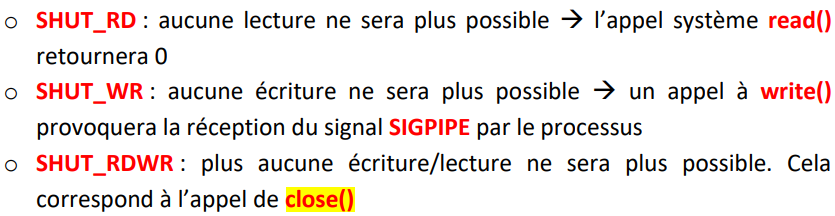 o SHUT_RD : aucune lecture ne sera plus possible → l’appel système read()
retournera 0
o SHUT_WR : aucune écriture ne sera plus possible → un appel à write()
provoquera la réception du signal SIGPIPE par le processus
o SHUT_RDWR : plus aucune écriture/lecture ne sera plus possible. Cela
correspond à l’appel de close()